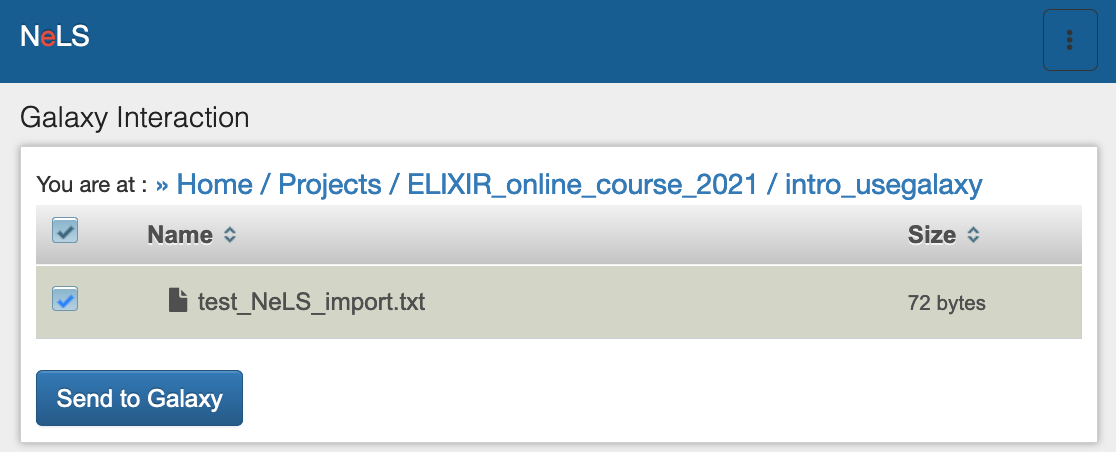 NeLS
Galaxy Interaction
You are at : » Home / Projects / ELIXIR_online_course_2021 / intro_usegalaxy
Name Size
test_NeLS_import.txt 72 bytes
Send to Galaxy